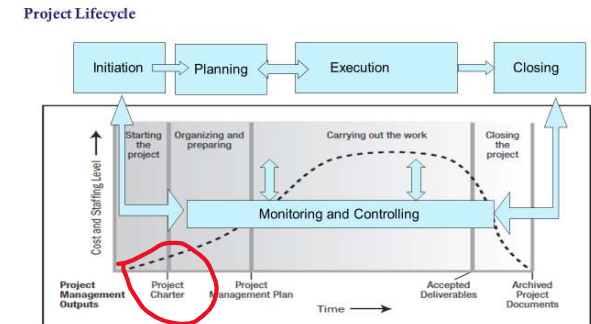 Project Lifecycle
Initiation
Planning
Execution
Closing
Starting
the
project
Organizing and
preparing
Carrying out the work
Closing
the
project
Cost and Staffing Level
Monitoring and Controlling
Project
Management
Outputs
Project
Charter
Project
Management Plan
Accepted
Deliverables
Archived
Project
Documents
Time